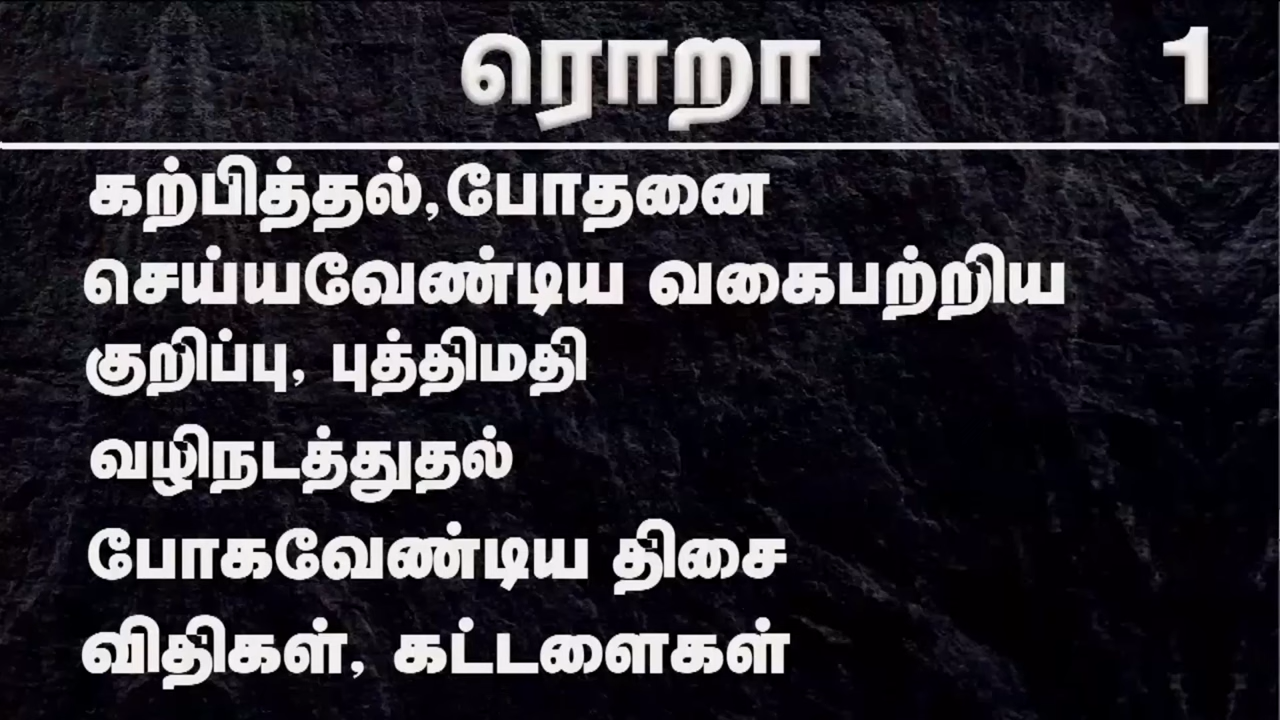 ரொறா 1
கற்பித்தல்,போதனை
செய்யவேண்டிய வகைபற்றிய
குறிப்பு, புத்திமதி
வழிநடத்துதல்
போகவேண்டிய திசை
விதிகள், கட்டளைகள்